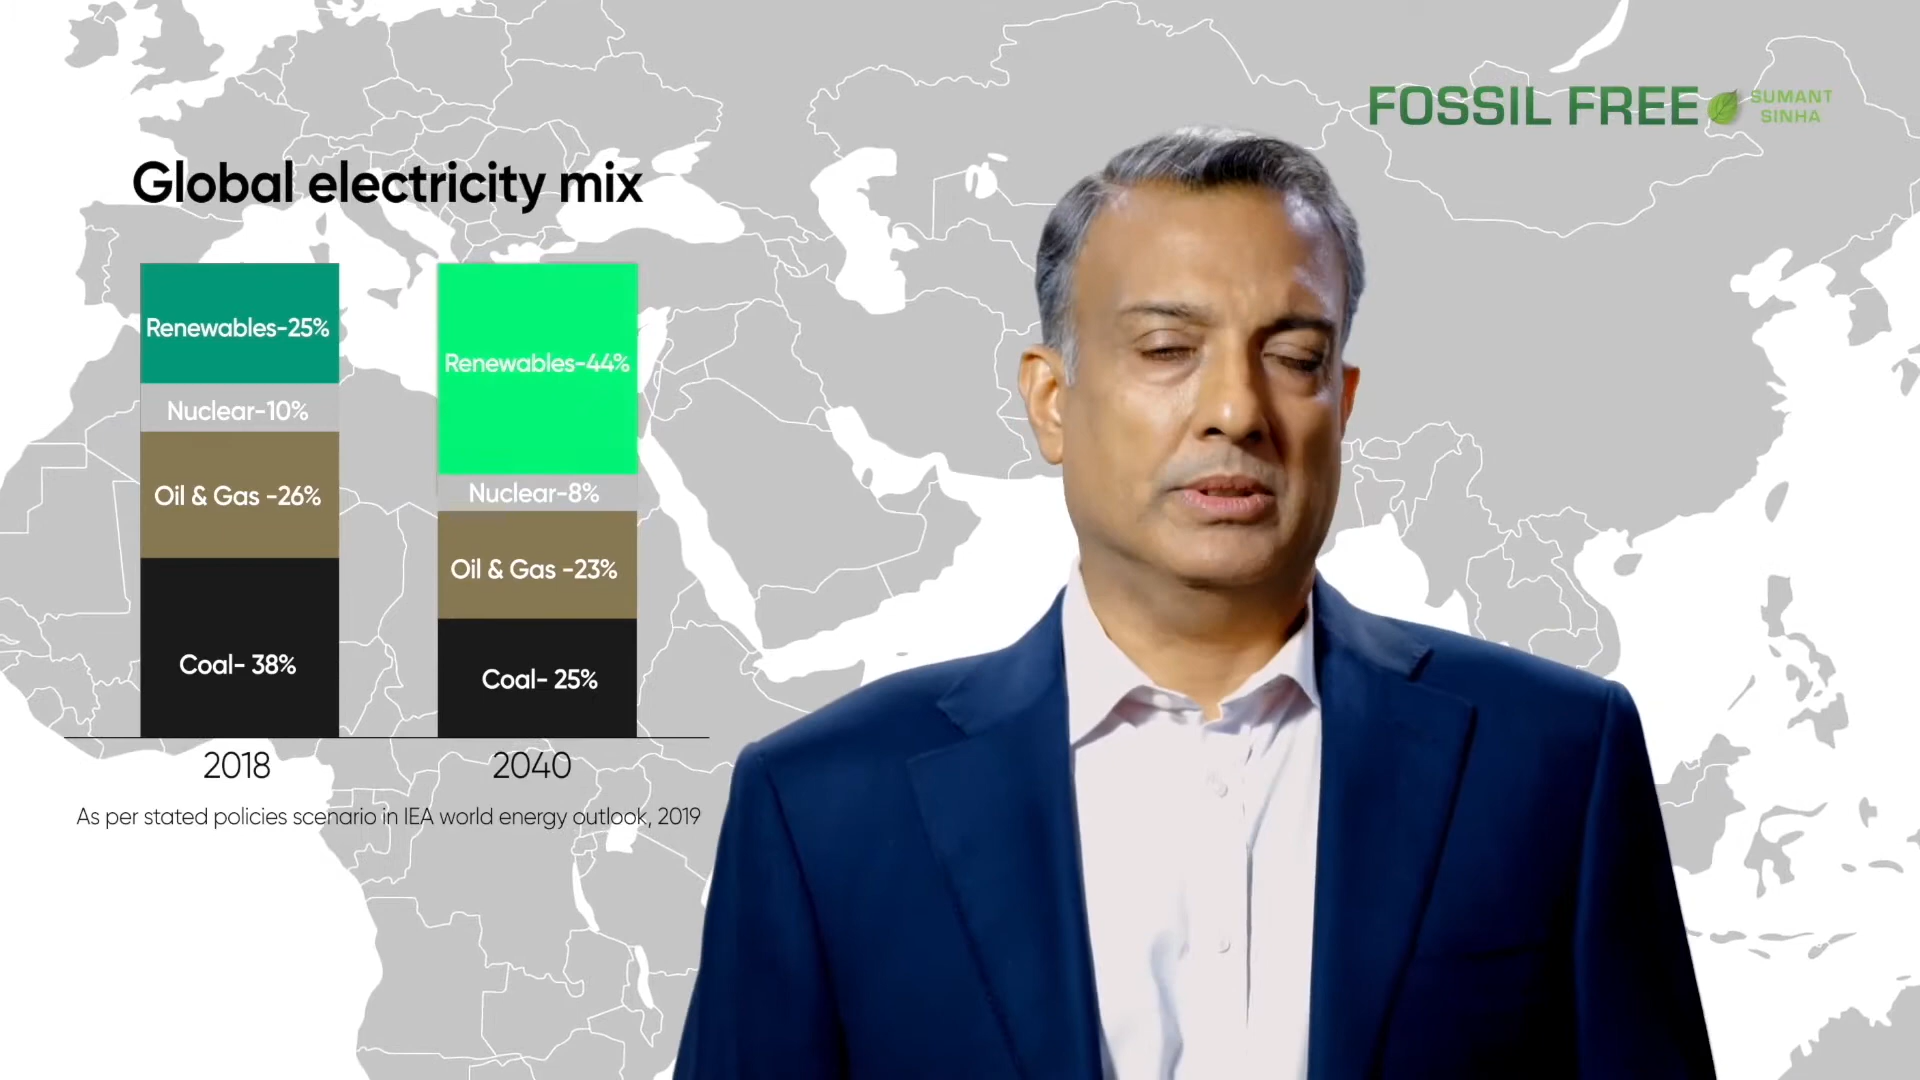 FOSSIL FREE
SUMANT
SINHA
Global electricity mix
Renewables-25%
Nuclear-10%
Oil & Gas -26%
Coal- 38%
2018
Renewables-44%
Nuclear-8%
Oil & Gas -23%
Coal- 25%
2040
As per stated policies scenario in IEA world energy outlook, 2019